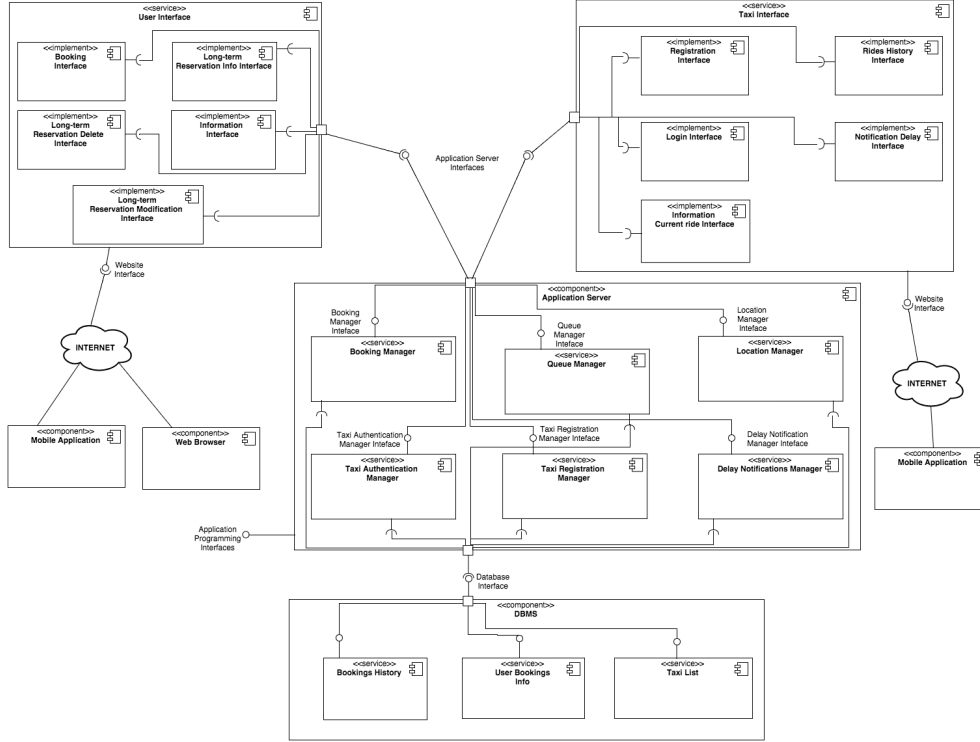 <<service>>
User Interface
<<implement>>
Booking
Interface
<<implement>>
Long-term
Reservation Info Interface
<<implement>>
Long-term
Reservation Delete
Interface
<<implement>>
Information
Interface
<<implement>>
Long-term
Reservation Modification
Interface
<<service>>
Taxi Interface
<<implement>>
Registration
Interface
<<implement>>
Rides History
Interface
<<implement>>
Login Interface
<<implement>>
Notification Delay
Interface
<<implement>>
Information
Current ride Interface
Application Server
Interfaces
Website
Interface
INTERNET
<<component>>
Mobile Application
<<component>>
Web Browser
Website
Interface
INTERNET
<<component>>
Mobile Application
<<component>>
Application Server
Booking
Manager
Inteface
<<service>>
Booking Manager
Queue
Manager
Inteface
<<service>>
Queue Manager
Location
Manager
Inteface
<<service>>
Location Manager
Taxi Authentication
Manager Inteface
<<service>>
Taxi Authentication
Manager
Taxi Registration
Manager Inteface
<<service>>
Taxi Registration
Manager
Delay Notification
Manager Inteface
<<service>>
Delay Notifications Manager
Application
Programming
Interfaces
Database
Interface
<<component>>
DBMS
<<service>>
Bookings History
<<service>>
User Bookings
Info
<<service>>
Taxi List